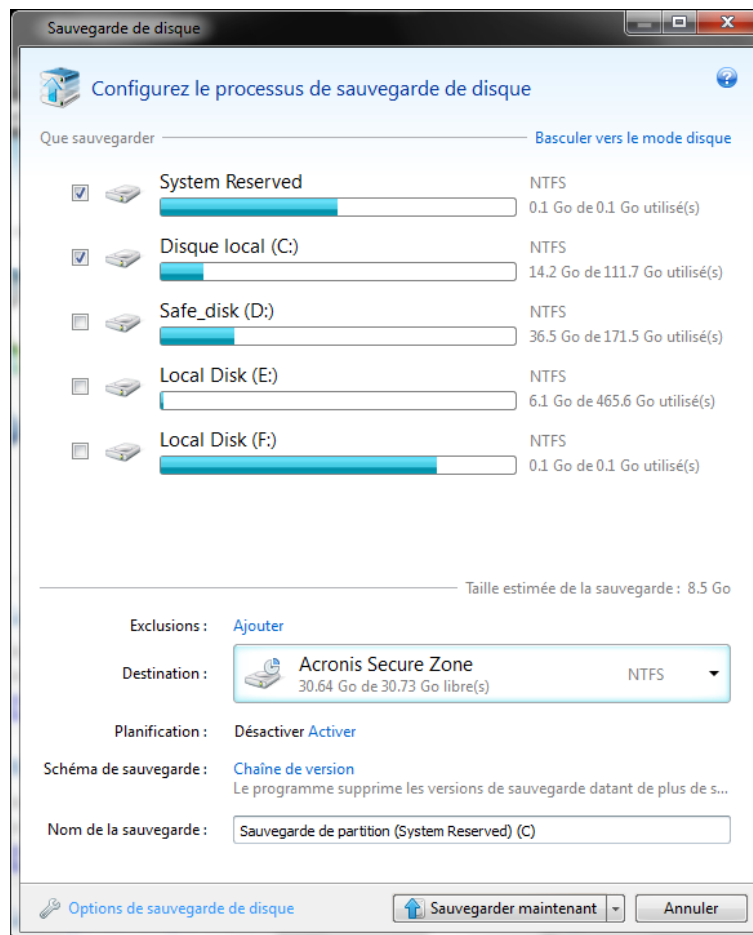 Sauvegarde de disque
Configurez le processus de sauvegarde de disque
Que sauvegarder Basculer vers le mode disque
System Reserved NTFS
0.1 Go de 0.1 Go utilisé(s)
Disque local (C:) NTFS
14.2 Go de 111.7 Go utilisé(s)
Safe_disk (D:) NTFS
36.5 Go de 171.5 Go utilisé(s)
Local Disk (E:) NTFS
6.1 Go de 465.6 Go utilisé(s)
Local Disk (F:) NTFS
0.1 Go de 0.1 Go utilisé(s)
Taille estimée de la sauvegarde : 8.5 Go
Exclusions : Ajouter
Destination : Acronis Secure Zone NTFS
30.64 Go de 30.73 Go libre(s)
Planification : Désactiver Activer
Schéma de sauvegarde : Chaîne de version
Le programme supprime les versions de sauvegarde datant de plus de s...
Nom de la sauvegarde : Sauvegarde de partition (System Reserved) (C)
Options de sauvegarde de disque Sauvegarder maintenant Annuler